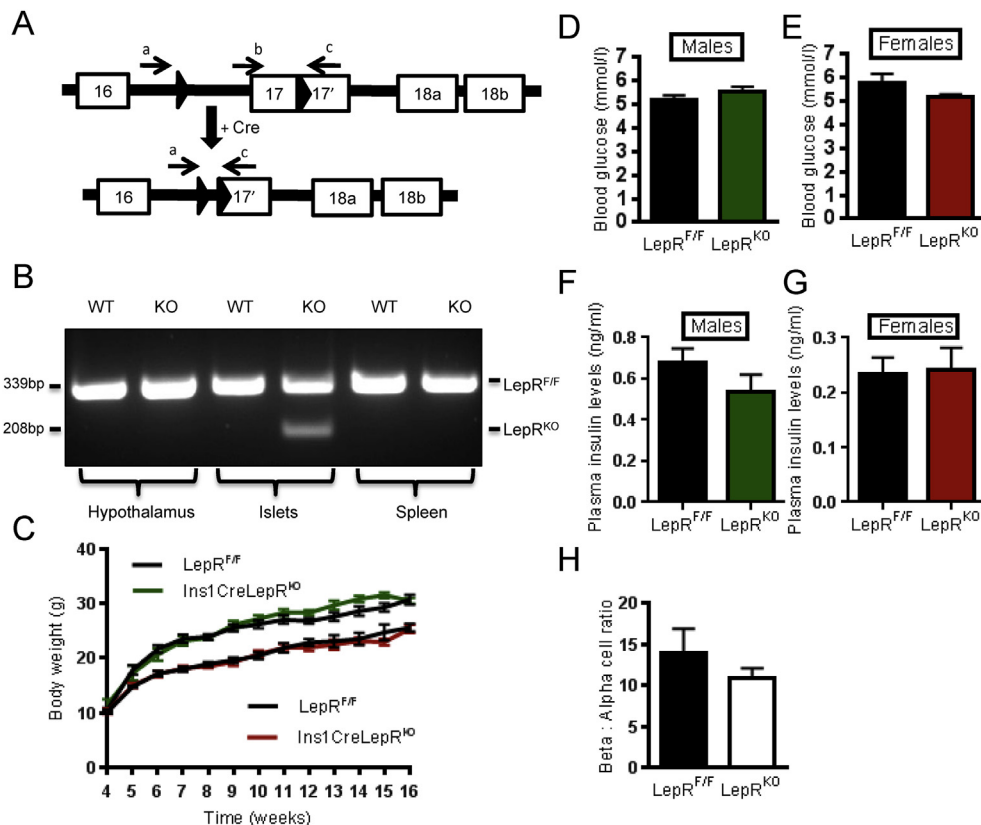 A
a
b
c
16
17
17′
18a
18b
+ Cre
a
c
16
17′
18a
18b
B
WT KO WT KO WT KO
339bp
208bp
LepR^F/F
LepR^KO
Hypothalamus Islets Spleen
C
Body weight (g)
40
30
20
10
0
LepR^F/F
Ins1CreLepR^KO
LepR^F/F
Ins1CreLepR^KO
4 5 6 7 8 9 10 11 12 13 14 15 16
Time (weeks)
D
Males
Blood glucose (mmol/l)
7
6
5
4
3
2
1
0
LepR^F/F LepR^KO
E
Females
Blood glucose (mmol/l)
7
6
5
4
3
2
1
0
LepR^F/F LepR^KO
F
Males
Plasma insulin levels (ng/ml)
0.8
0.6
0.4
0.2
0.0
LepR^F/F LepR^KO
G
Females
Plasma insulin levels (ng/ml)
0.3
0.2
0.1
0.0
LepR^F/F LepR^KO
H
Beta : Alpha cell ratio
20
15
10
5
0
LepR^F/F LepR^KO